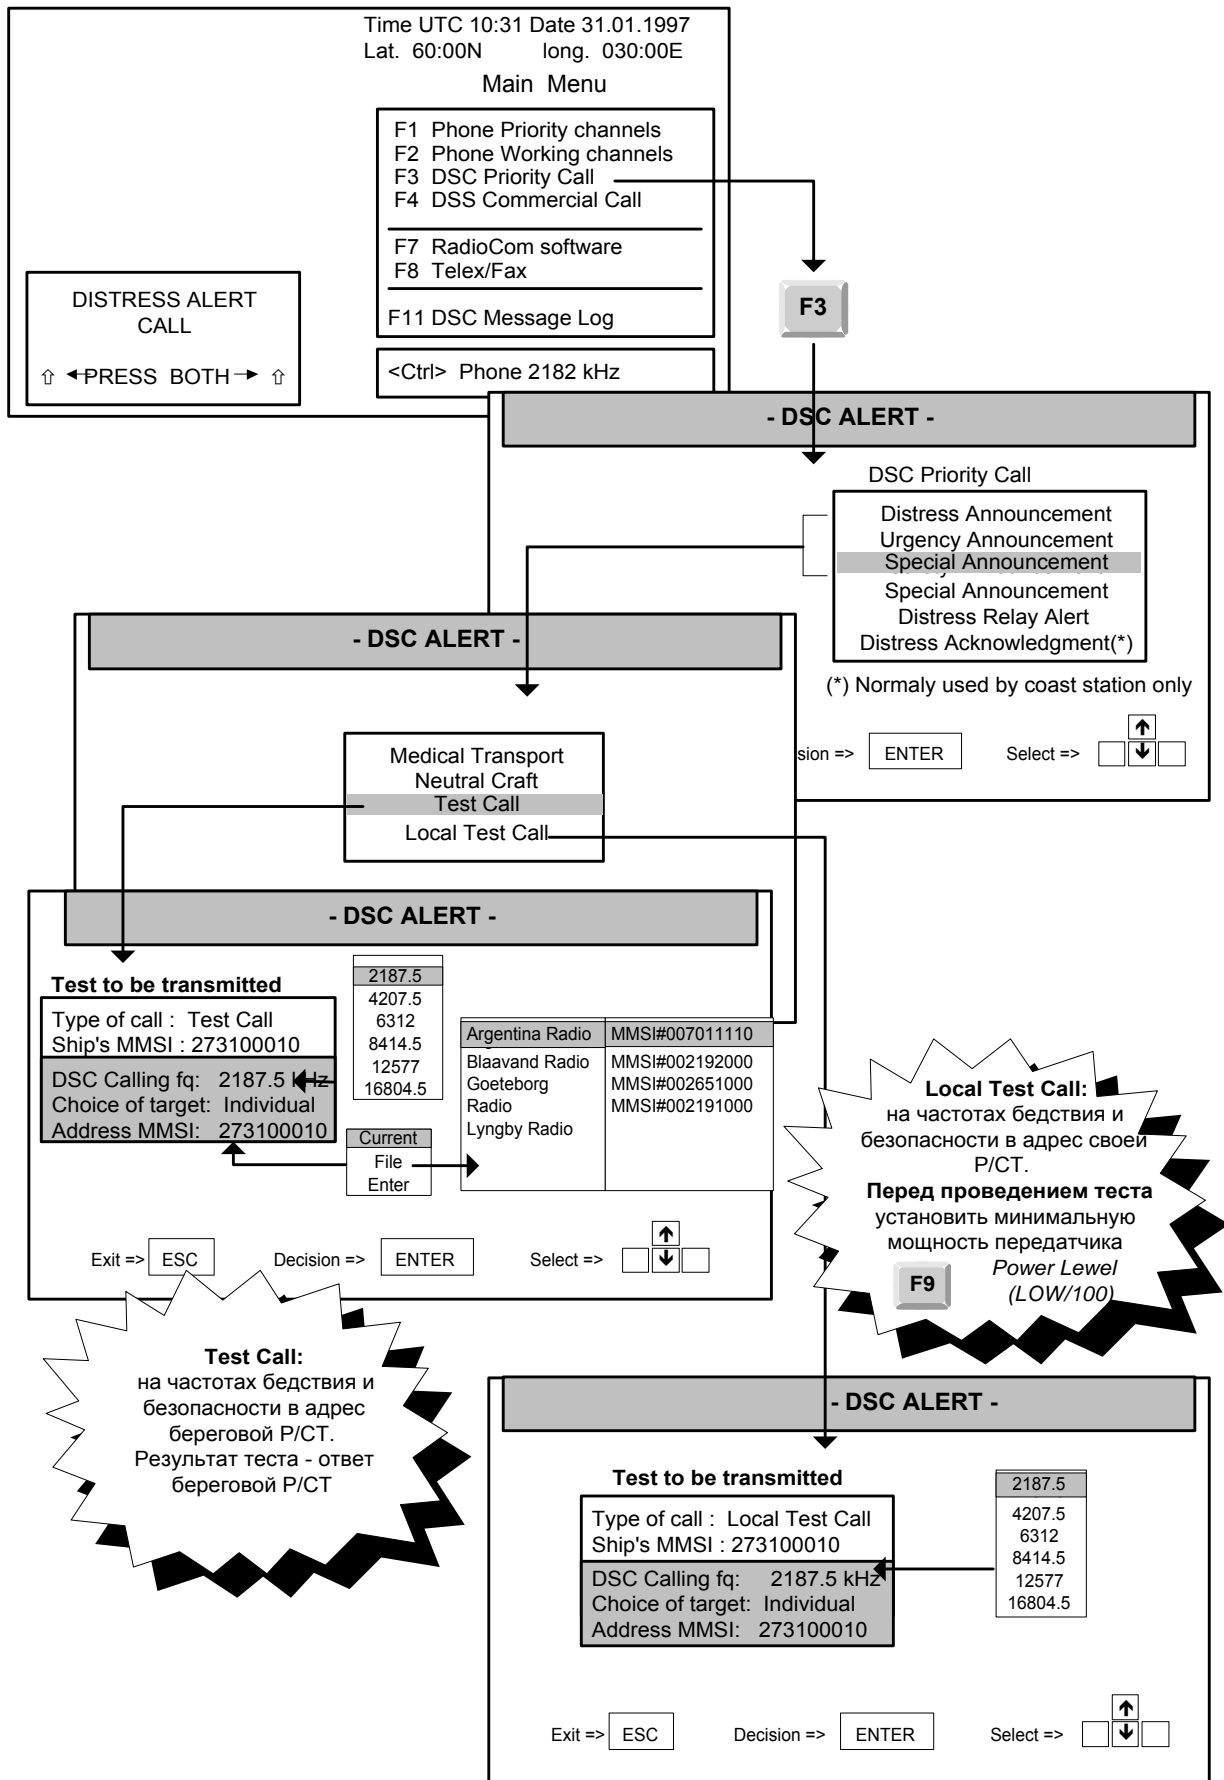 Time UTC 10:31 Date 31.01.1997
Lat. 60:00N long. 030:00E
Main Menu
F1 Phone Priority channels
F2 Phone Working channels
F3 DSC Priority Call
F4 DSS Commercial Call
F7 RadioCom software
F8 Telex/Fax
F11 DSC Message Log
<Ctrl> Phone 2182 kHz
DISTRESS ALERT
CALL
⇧ ←PRESS BOTH→ ⇧
F3
- DSC ALERT -
DSC Priority Call
Distress Announcement
Urgency Announcement
Special Announcement
Special Announcement
Distress Relay Alert
Distress Acknowledgment(*)
(*) Normaly used by coast station only
sion => ENTER Select => ↑ ↓
- DSC ALERT -
Medical Transport
Neutral Craft
Test Call
Local Test Call
- DSC ALERT -
Test to be transmitted
Type of call : Test Call
Ship's MMSI : 273100010
DSC Calling fq: 2187.5 kHz
Choice of target: Individual
Address MMSI: 273100010
2187.5
4207.5
6312
8414.5
12577
16804.5
Current
File
Enter
Argentina Radio MMSI#007011110
Blaavand Radio MMSI#002192000
Goeteborg MMSI#002651000
Radio MMSI#002191000
Lyngby Radio
Exit => ESC Decision => ENTER Select => ↑ ↓
Local Test Call:
на частотах бедствия и
безопасности в адрес своей
Р/СТ.
Перед проведением теста
установить минимальную
мощность передатчика
Power Lewel
F9 (LOW/100)
Test Call:
на частотах бедствия и
безопасности в адрес
береговой Р/СТ.
Результат теста - ответ
береговой Р/СТ
- DSC ALERT -
Test to be transmitted
Type of call : Local Test Call
Ship's MMSI : 273100010
DSC Calling fq: 2187.5 kHz
Choice of target: Individual
Address MMSI: 273100010
2187.5
4207.5
6312
8414.5
12577
16804.5
Exit => ESC Decision => ENTER Select => ↑ ↓